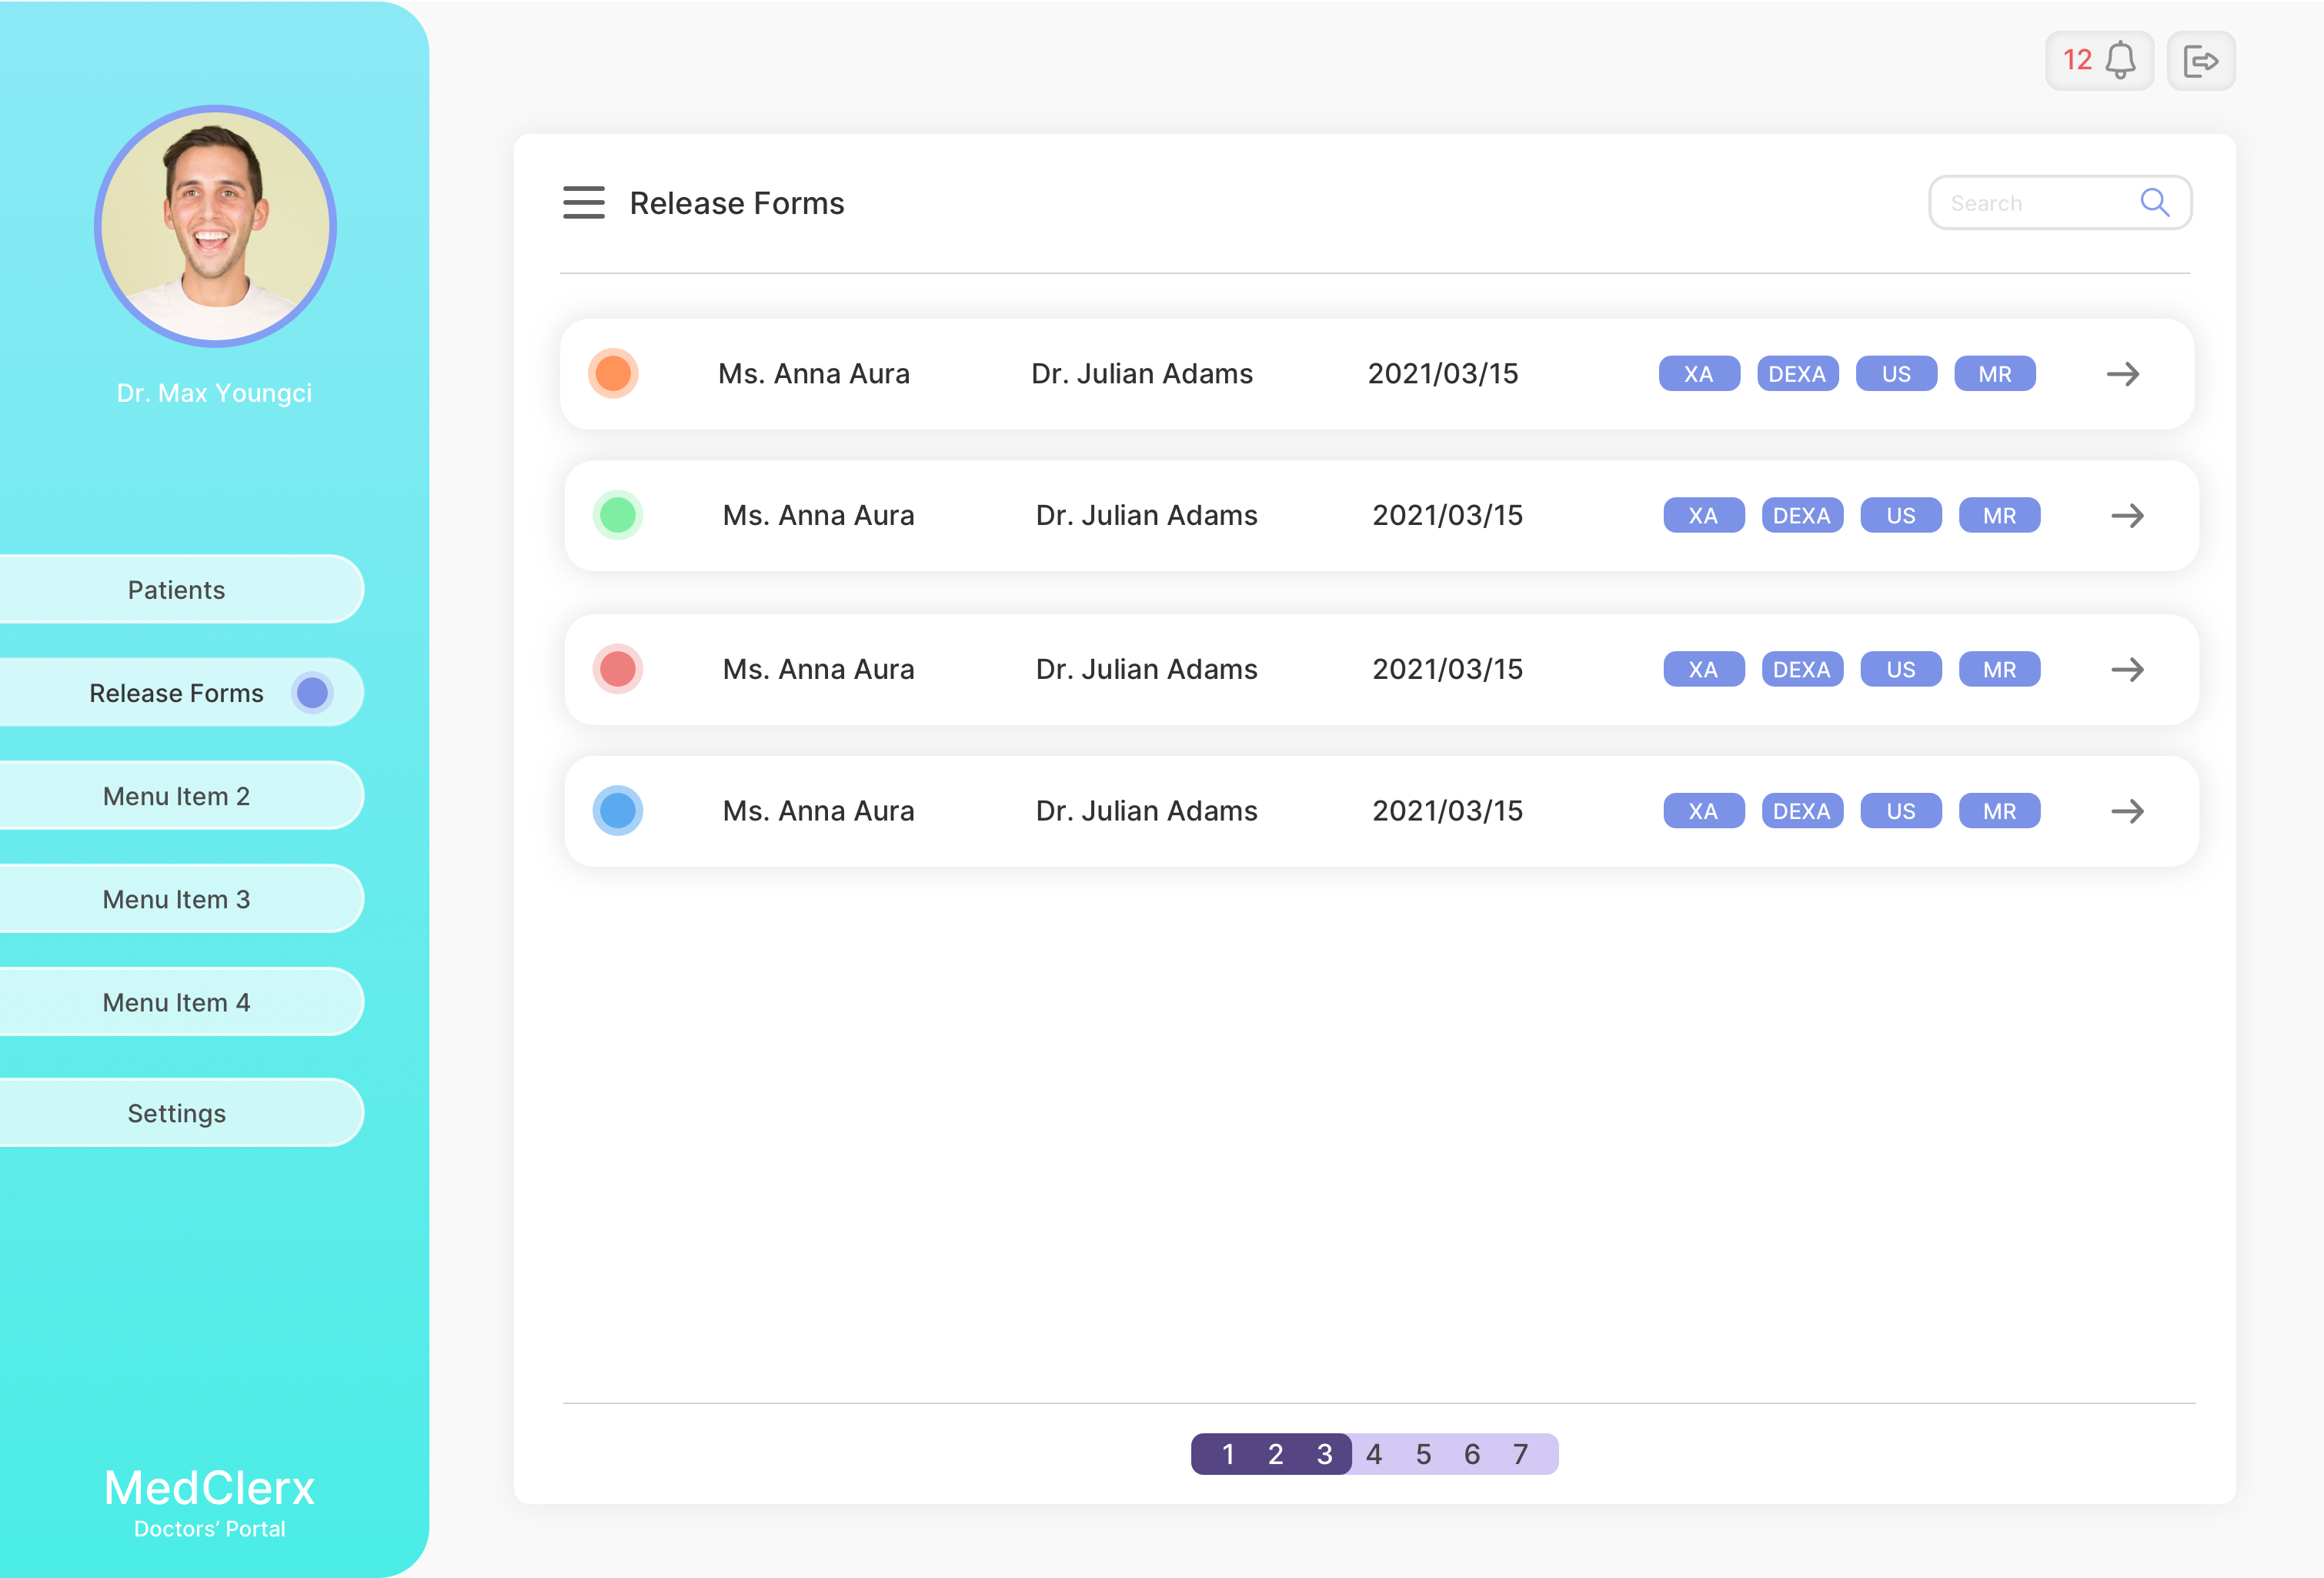 12
Dr. Max Youngci
Patients
Release Forms
Menu Item 2
Menu Item 3
Menu Item 4
Settings
MedClerx
Doctors’ Portal
Release Forms
Search
Ms. Anna Aura Dr. Julian Adams 2021/03/15 XA DEXA US MR
Ms. Anna Aura Dr. Julian Adams 2021/03/15 XA DEXA US MR
Ms. Anna Aura Dr. Julian Adams 2021/03/15 XA DEXA US MR
Ms. Anna Aura Dr. Julian Adams 2021/03/15 XA DEXA US MR
1 2 3 4 5 6 7